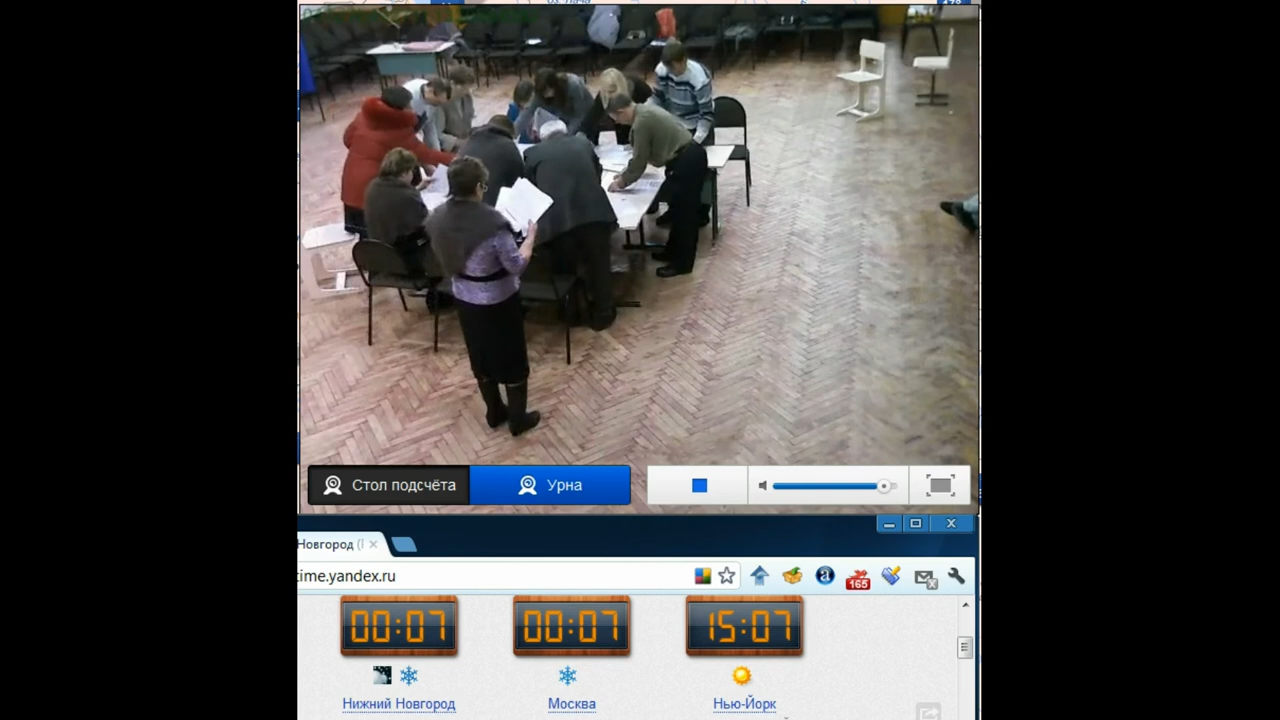 Стол подсчёта
Урна
Новгород (
time.yandex.ru
165
00:07
00:07
15:07
Нижний Новгород
Москва
Нью-Йорк